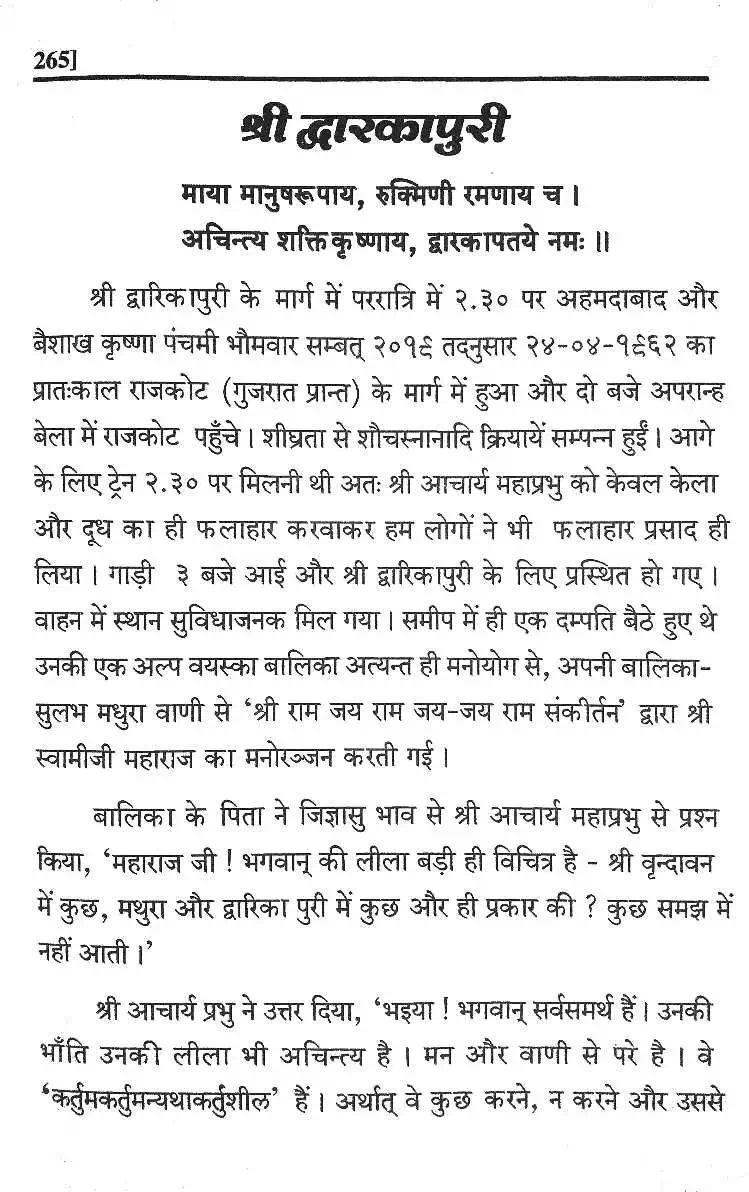 265]
श्री द्वारकापुरी
माया मानुषरूपाय, रुक्मिणी रमणाय च ।
अचिन्त्य शक्तिकृष्णाय, द्वारकापतये नमः ॥
श्री द्वारिकापुरी के मार्ग में पररात्रि में २.३० पर अहमदाबाद और
बैशाख कृष्णा पंचमी भौमवार सम्बत् २०१९ तदनुसार २४-०४-१९६२ का
प्रातःकाल राजकोट (गुजरात प्रान्त) के मार्ग में हुआ और दो बजे अपरान्ह
बेला में राजकोट पहुँचे । शीघ्रता से शौचस्नानादि क्रियायें सम्पन्न हुईं । आगे
के लिए ट्रेन २.३० पर मिलनी थी अतः श्री आचार्य महाप्रभु को केवल केला
और दूध का ही फलाहार करवाकर हम लोगों ने भी फलाहार प्रसाद ही
लिया । गाड़ी ३ बजे आई और श्री द्वारिकापुरी के लिए प्रस्थित हो गए ।
वाहन में स्थान सुविधाजनक मिल गया । समीप में ही एक दम्पति बैठे हुए थे
उनकी एक अल्प वयस्का बालिका अत्यन्त ही मनोयोग से, अपनी बालिका-
सुलभ मधुरा वाणी से ‘श्री राम जय राम जय-जय राम संकीर्तन’ द्वारा श्री
स्वामीजी महाराज का मनोरञ्जन करती गई ।
बालिका के पिता ने जिज्ञासु भाव से श्री आचार्य महाप्रभु से प्रश्न
किया, ‘महाराज जी ! भगवान् की लीला बड़ी ही विचित्र है - श्री वृन्दावन
में कुछ, मथुरा और द्वारिका पुरी में कुछ और ही प्रकार की ? कुछ समझ में
नहीं आती ।’
श्री आचार्य प्रभु ने उत्तर दिया, ‘भइया ! भगवान् सर्वसमर्थ हैं । उनकी
भाँति उनकी लीला भी अचिन्त्य है । मन और वाणी से परे है । वे
‘कर्तुमकर्तुमन्यथाकर्तुशील’ हैं । अर्थात् वे कुछ करने, न करने और उससे